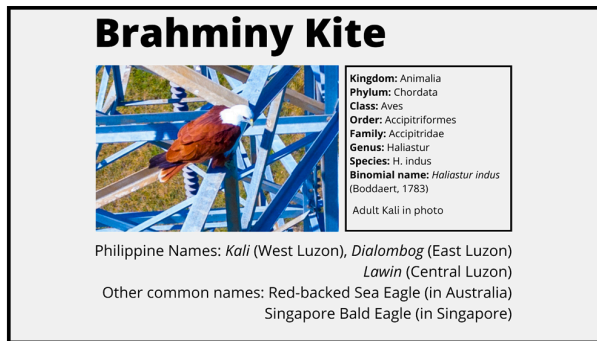 Brahminy Kite
Kingdom: Animalia
Phylum: Chordata
Class: Aves
Order: Accipitriformes
Family: Accipitridae
Genus: Haliastur
Species: H. indus
Binomial name: Haliastur indus
(Boddaert, 1783)
Adult Kali in photo
Philippine Names: Kali (West Luzon), Dialombog (East Luzon)
Lawin (Central Luzon)
Other common names: Red-backed Sea Eagle (in Australia)
Singapore Bald Eagle (in Singapore)